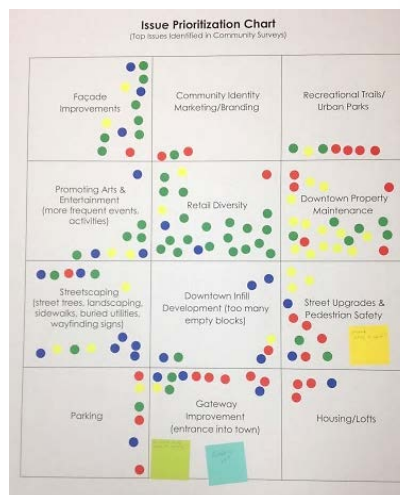 Issue Prioritization Chart
(Top Issues Identified in Community Surveys)
Façade
Improvements
Community Identity
Marketing/Branding
Recreational Trails/
Urban Parks
Promoting Arts &
Entertainment
(more frequent events,
activities)
Retail Diversity
Downtown Property
Maintenance
Streetscaping
(street trees, landscaping,
sidewalks, buried utilities,
wayfinding signs)
Downtown Infill
Development (too many
empty blocks)
Street Upgrades &
Pedestrian Safety
Parking
Gateway
Improvement
(entrance into town)
Housing/Lofts